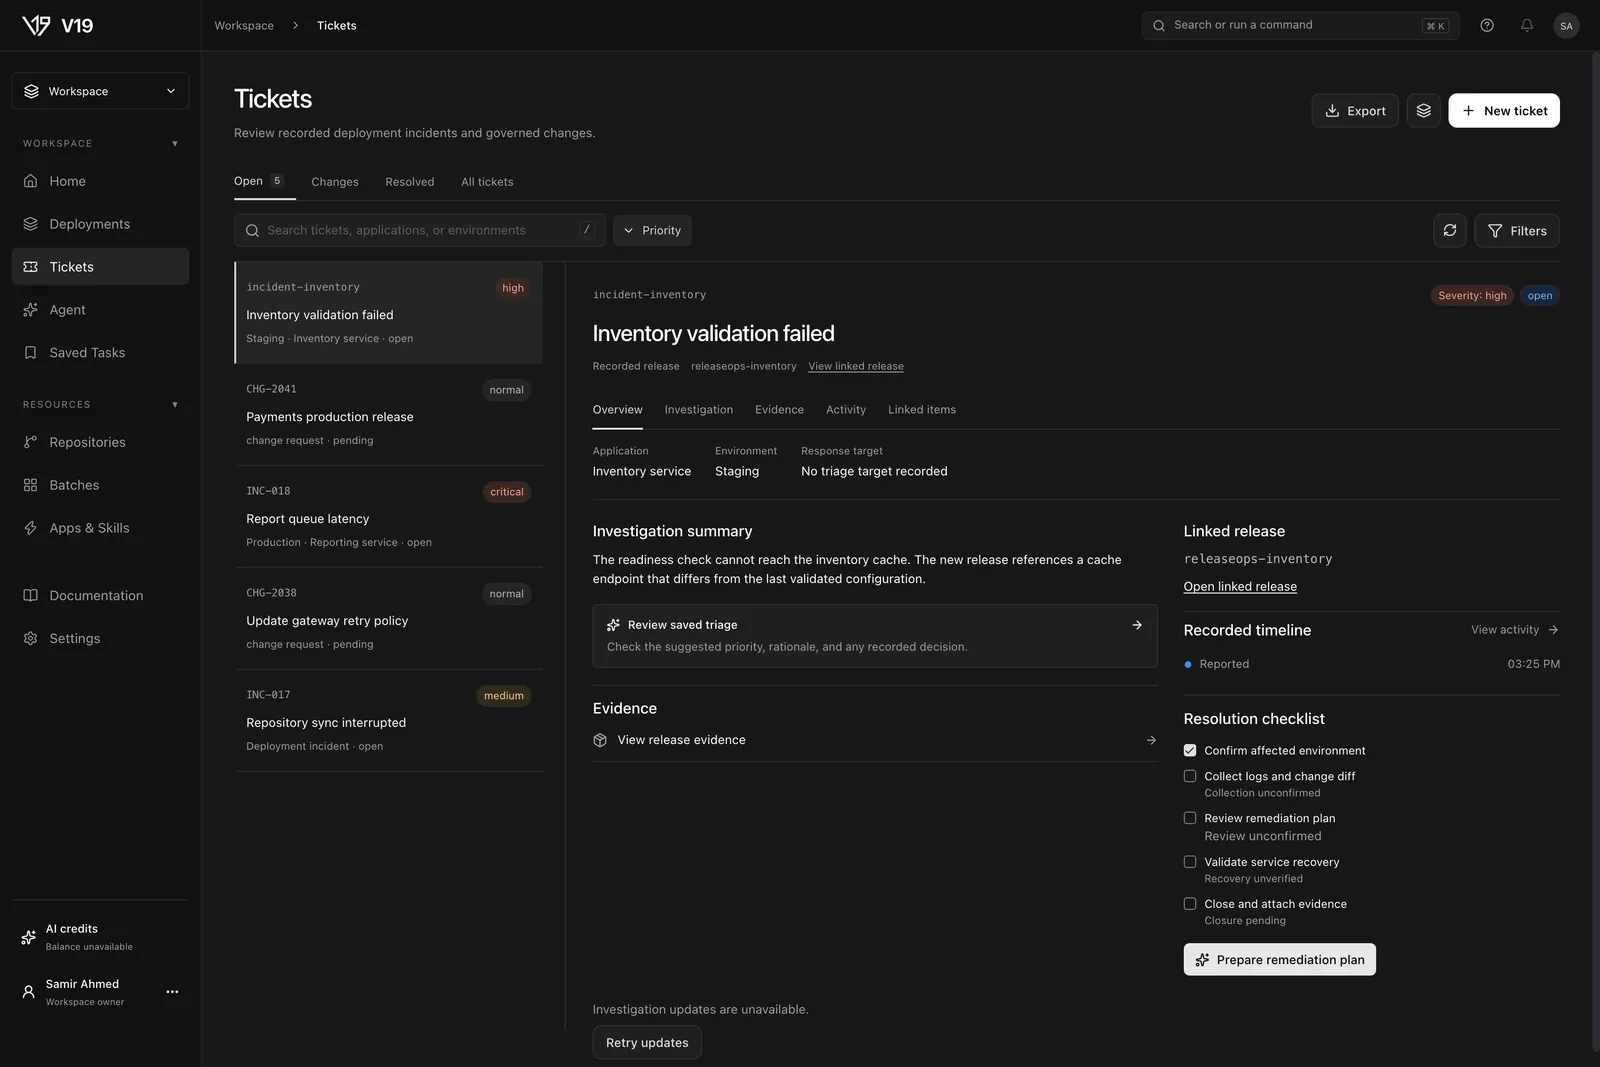 V19
Workspace
Tickets
Search or run a command
⌘ K
SA
Workspace
WORKSPACE
Home
Deployments
Tickets
Agent
Saved Tasks
RESOURCES
Repositories
Batches
Apps & Skills
Documentation
Settings
AI credits
Balance unavailable
Samir Ahmed
Workspace owner
Tickets
Review recorded deployment incidents and governed changes.
Export
New ticket
Open 5
Changes
Resolved
All tickets
Search tickets, applications, or environments
/
Priority
Filters
incident-inventory
high
Inventory validation failed
Staging · Inventory service · open
CHG-2041
normal
Payments production release
change request · pending
INC-018
critical
Report queue latency
Production · Reporting service · open
CHG-2038
normal
Update gateway retry policy
change request · pending
INC-017
medium
Repository sync interrupted
Deployment incident · open
incident-inventory
Severity: high
open
Inventory validation failed
Recorded release releaseops-inventory View linked release
Overview
Investigation
Evidence
Activity
Linked items
Application
Inventory service
Environment
Staging
Response target
No triage target recorded
Investigation summary
The readiness check cannot reach the inventory cache. The new release references a cache
endpoint that differs from the last validated configuration.
Review saved triage
Check the suggested priority, rationale, and any recorded decision.
Evidence
View release evidence
Linked release
releaseops-inventory
Open linked release
Recorded timeline
View activity
Reported
03:25 PM
Resolution checklist
Confirm affected environment
Collect logs and change diff
Collection unconfirmed
Review remediation plan
Review unconfirmed
Validate service recovery
Recovery unverified
Close and attach evidence
Closure pending
Prepare remediation plan
Investigation updates are unavailable.
Retry updates